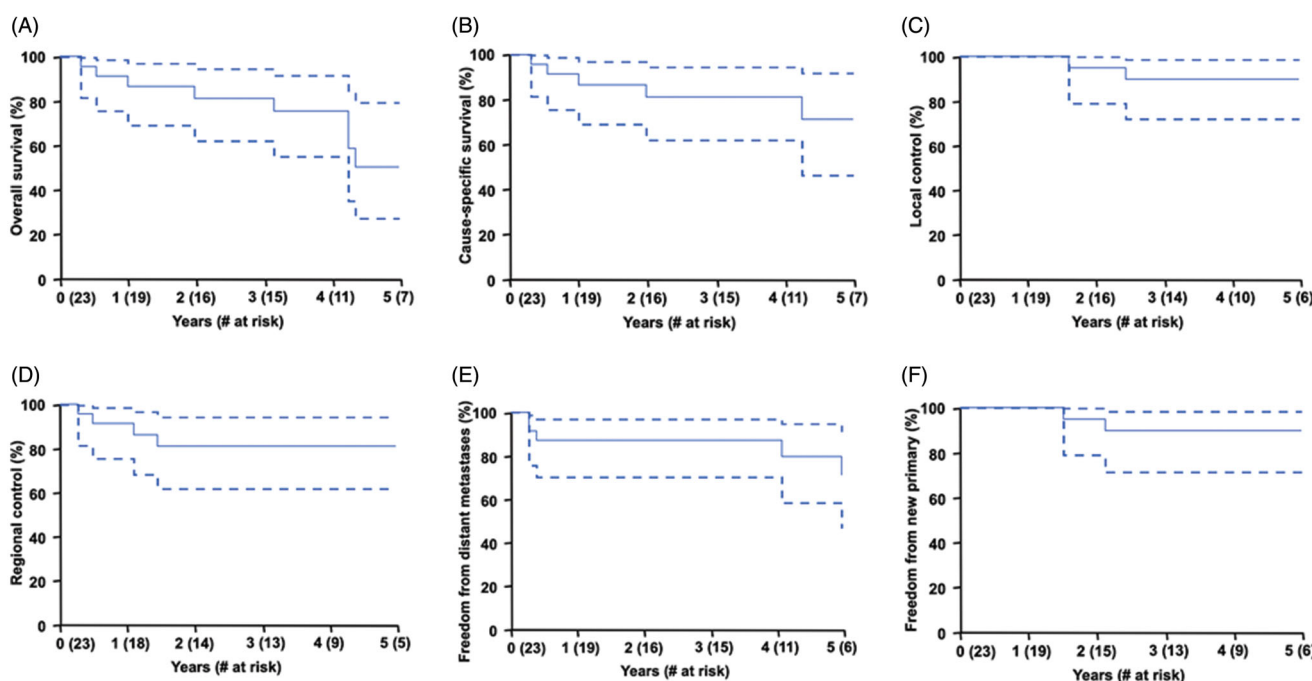 (A)
Overall survival (%)
100
80
60
40
20
0
0 (23) 1 (19) 2 (16) 3 (15) 4 (11) 5 (7)
Years (# at risk)
(B)
Cause-specific survival (%)
100
80
60
40
20
0
0 (23) 1 (19) 2 (16) 3 (15) 4 (11) 5 (7)
Years (# at risk)
(C)
Local control (%)
100
80
60
40
20
0
0 (23) 1 (19) 2 (16) 3 (14) 4 (10) 5 (6)
Years (# at risk)
(D)
Regional control (%)
100
80
60
40
20
0
0 (23) 1 (18) 2 (14) 3 (13) 4 (9) 5 (5)
Years (# at risk)
(E)
Freedom from distant metastases (%)
100
80
60
40
20
0
0 (23) 1 (19) 2 (16) 3 (15) 4 (11) 5 (6)
Years (# at risk)
(F)
Freedom from new primary (%)
100
80
60
40
20
0
0 (23) 1 (19) 2 (15) 3 (13) 4 (9) 5 (6)
Years (# at risk)